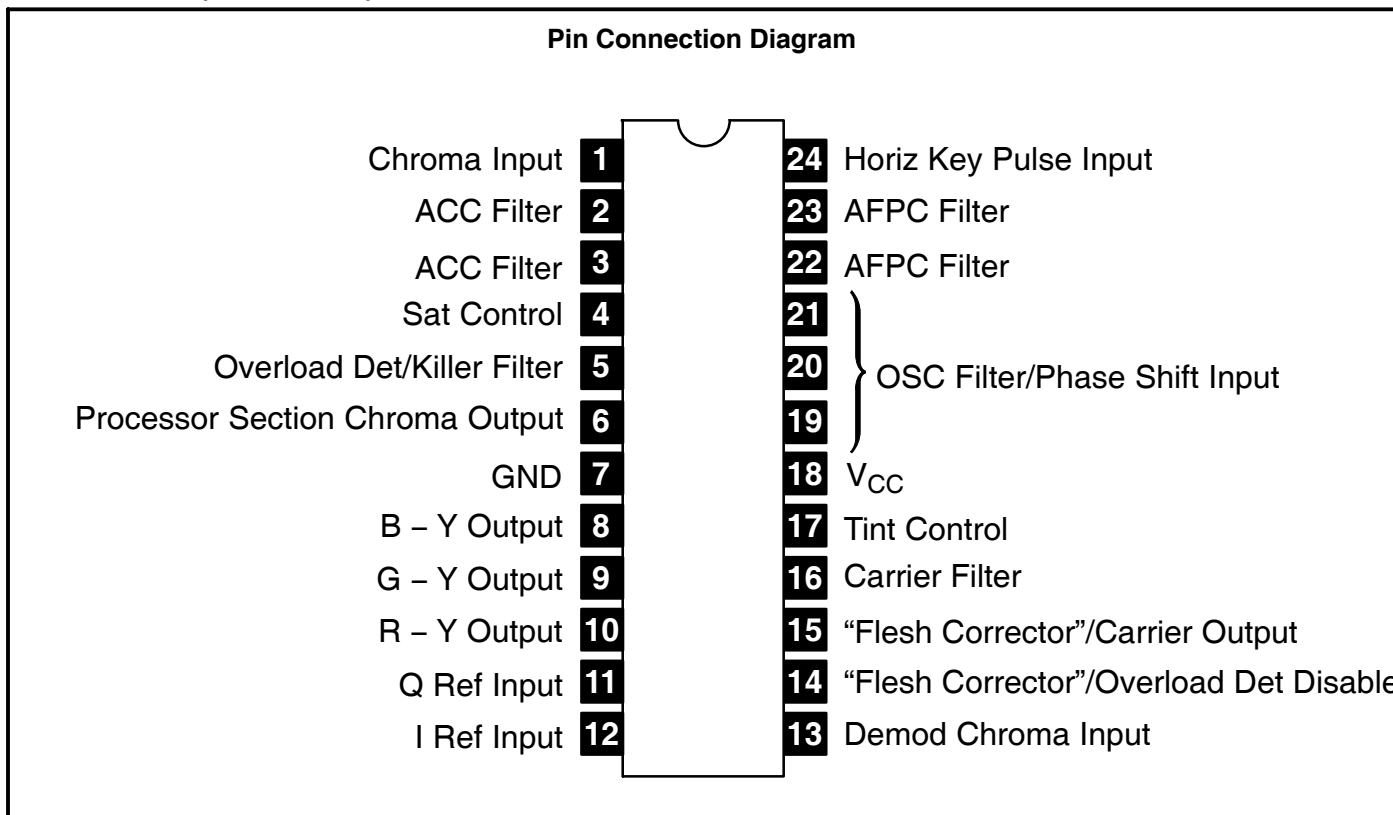 Pin Connection Diagram
Chroma Input 1
ACC Filter 2
ACC Filter 3
Sat Control 4
Overload Det/Killer Filter 5
Processor Section Chroma Output 6
GND 7
B – Y Output 8
G – Y Output 9
R – Y Output 10
Q Ref Input 11
I Ref Input 12
24 Horiz Key Pulse Input
23 AFPC Filter
22 AFPC Filter
21
20 OSC Filter/Phase Shift Input
19
18 VCC
17 Tint Control
16 Carrier Filter
15 “Flesh Corrector”/Carrier Output
14 “Flesh Corrector”/Overload Det Disable
13 Demod Chroma Input